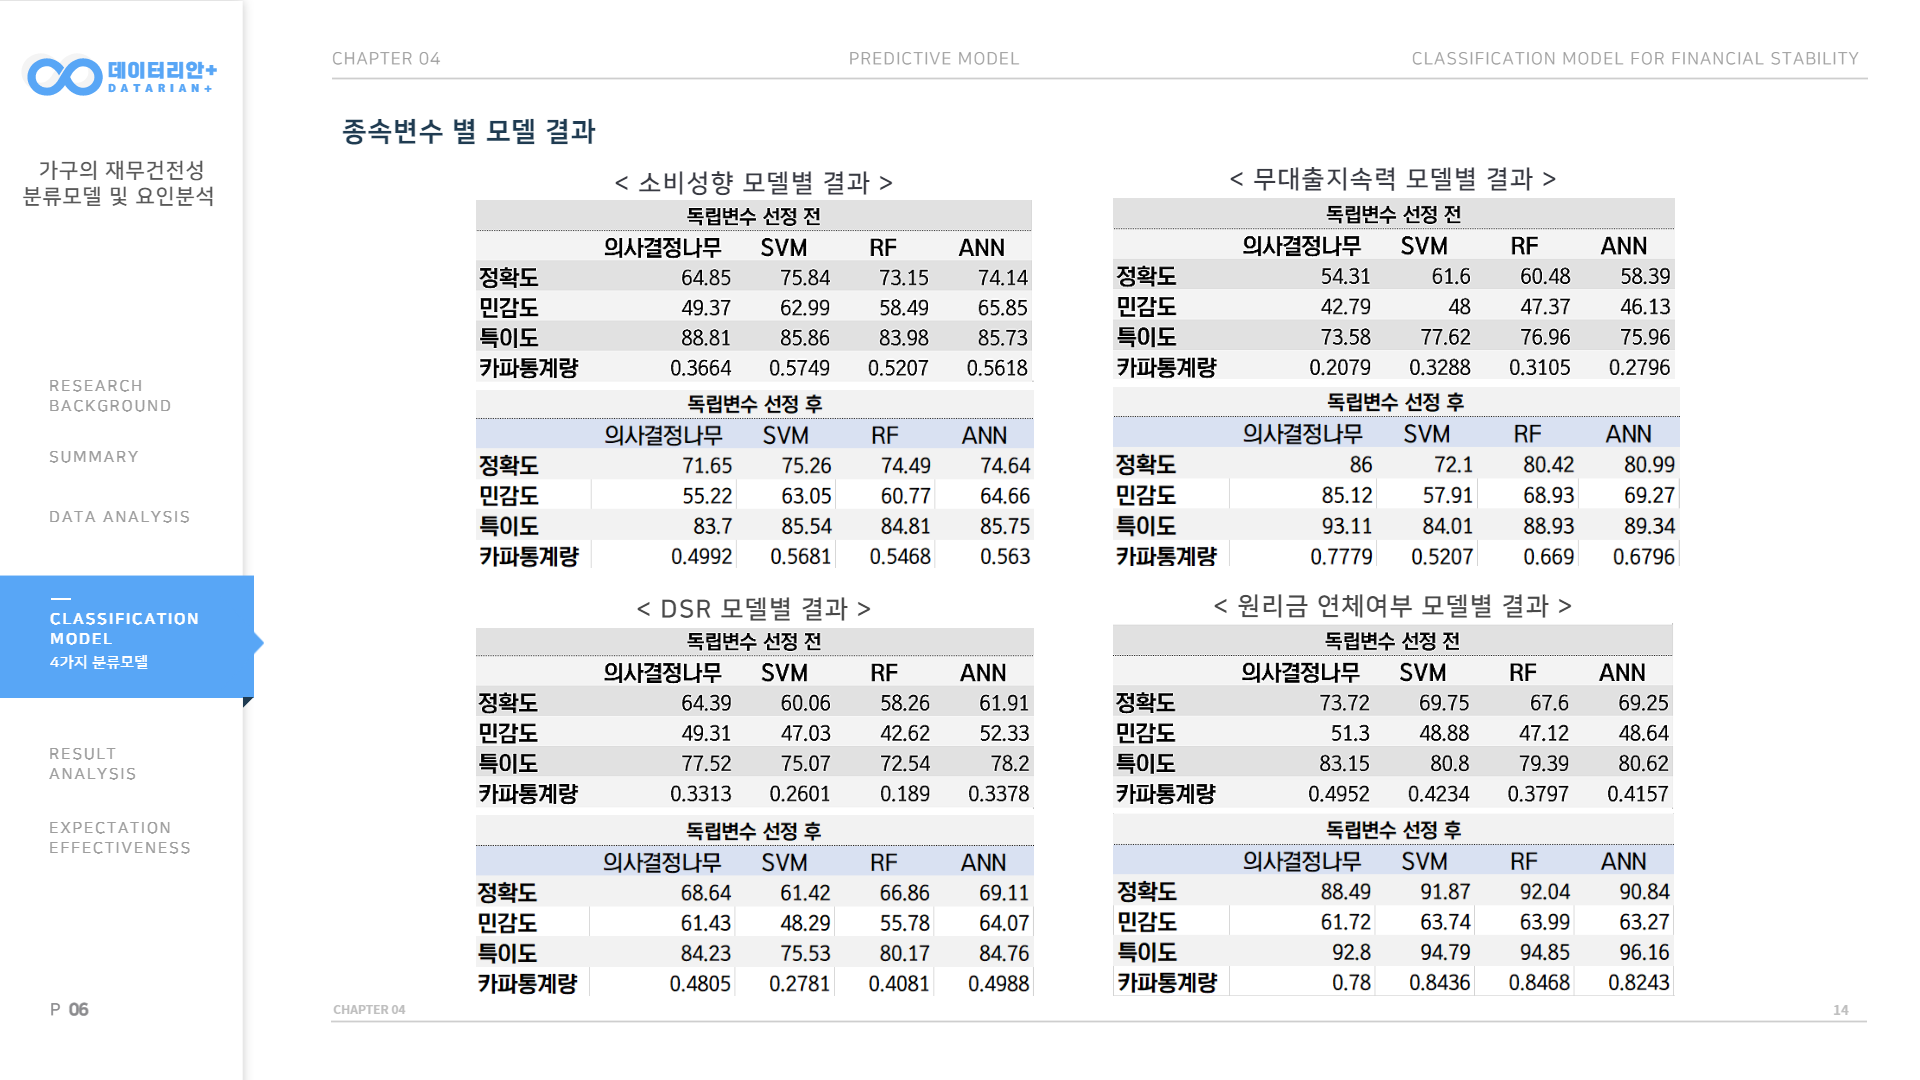 데이터리안+
DATARIAN+
가구의 재무건전성
분류모델 및 요인분석
RESEARCH
BACKGROUND
SUMMARY
DATA ANALYSIS
CLASSIFICATION
MODEL
4가지 분류모델
RESULT
ANALYSIS
EXPECTATION
EFFECTIVENESS
P 06
CHAPTER 04 PREDICTIVE MODEL CLASSIFICATION MODEL FOR FINANCIAL STABILITY
종속변수 별 모델 결과
< 소비성향 모델별 결과 >
독립변수 선정 전
의사결정나무 SVM RF ANN
정확도 64.85 75.84 73.15 74.14
민감도 49.37 62.99 58.49 65.85
특이도 88.81 85.86 83.98 85.73
카파통계량 0.3664 0.5749 0.5207 0.5618
독립변수 선정 후
의사결정나무 SVM RF ANN
정확도 71.65 75.26 74.49 74.64
민감도 55.22 63.05 60.77 64.66
특이도 83.7 85.54 84.81 85.75
카파통계량 0.4992 0.5681 0.5468 0.563
< 무대출지속력 모델별 결과 >
독립변수 선정 전
의사결정나무 SVM RF ANN
정확도 54.31 61.6 60.48 58.39
민감도 42.79 48 47.37 46.13
특이도 73.58 77.62 76.96 75.96
카파통계량 0.2079 0.3288 0.3105 0.2796
독립변수 선정 후
의사결정나무 SVM RF ANN
정확도 86 72.1 80.42 80.99
민감도 85.12 57.91 68.93 69.27
특이도 93.11 84.01 88.93 89.34
카파통계량 0.7779 0.5207 0.669 0.6796
< DSR 모델별 결과 >
독립변수 선정 전
의사결정나무 SVM RF ANN
정확도 64.39 60.06 58.26 61.91
민감도 49.31 47.03 42.62 52.33
특이도 77.52 75.07 72.54 78.2
카파통계량 0.3313 0.2601 0.189 0.3378
독립변수 선정 후
의사결정나무 SVM RF ANN
정확도 68.64 61.42 66.86 69.11
민감도 61.43 48.29 55.78 64.07
특이도 84.23 75.53 80.17 84.76
카파통계량 0.4805 0.2781 0.4081 0.4988
< 원리금 연체여부 모델별 결과 >
독립변수 선정 전
의사결정나무 SVM RF ANN
정확도 73.72 69.75 67.6 69.25
민감도 51.3 48.88 47.12 48.64
특이도 83.15 80.8 79.39 80.62
카파통계량 0.4952 0.4234 0.3797 0.4157
독립변수 선정 후
의사결정나무 SVM RF ANN
정확도 88.49 91.87 92.04 90.84
민감도 61.72 63.74 63.99 63.27
특이도 92.8 94.79 94.85 96.16
카파통계량 0.78 0.8436 0.8468 0.8243
CHAPTER 04 14